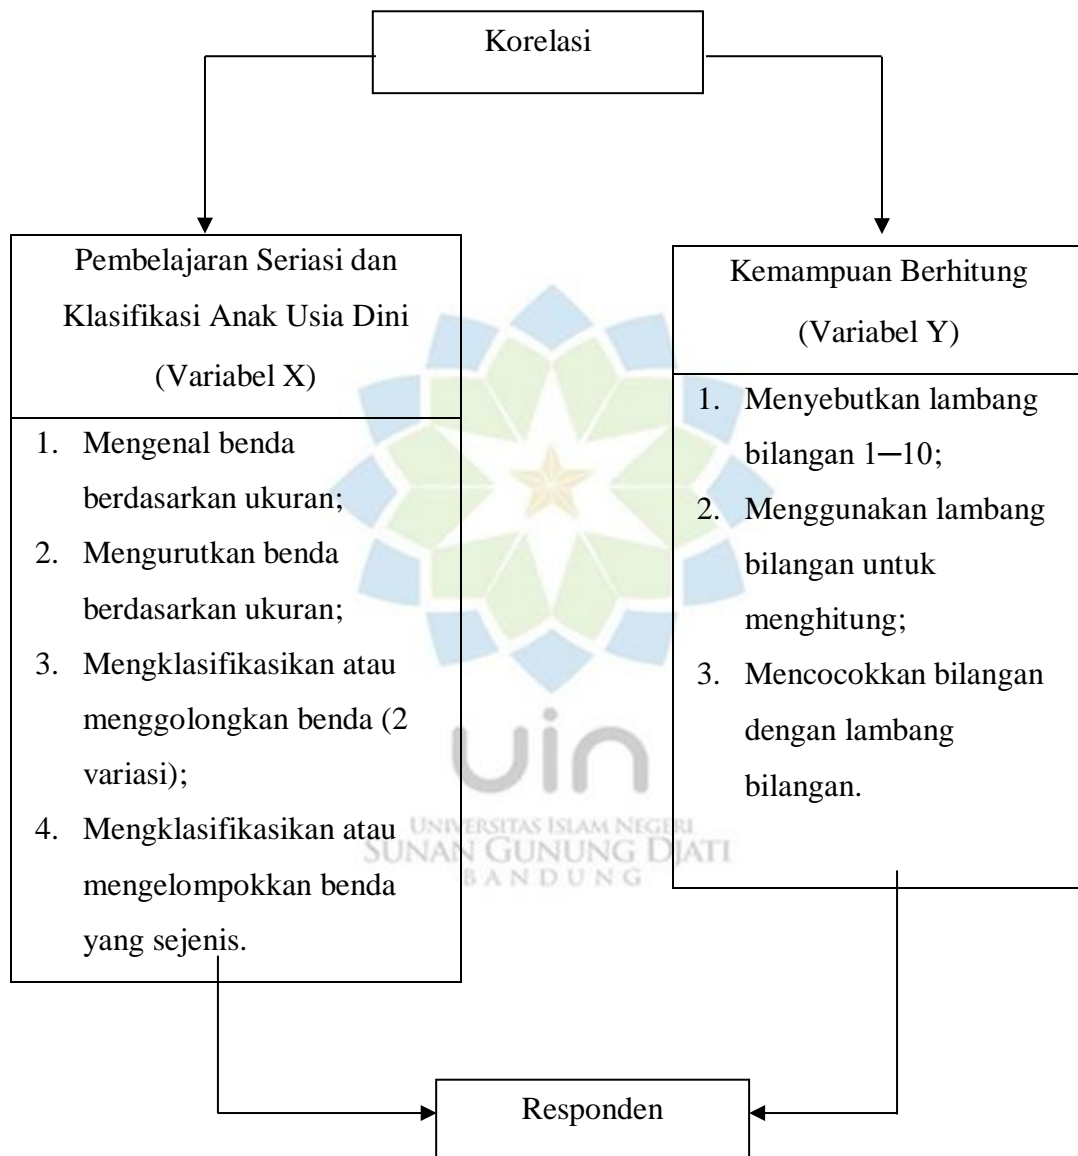 Korelasi
Pembelajaran Seriasi dan
Klasifikasi Anak Usia Dini
(Variabel X)
1. Mengenal benda
berdasarkan ukuran;
2. Mengurutkan benda
berdasarkan ukuran;
3. Mengklasifikasikan atau
menggolongkan benda (2
variasi);
4. Mengklasifikasikan atau
mengelompokkan benda
yang sejenis.
Kemampuan Berhitung
(Variabel Y)
1. Menyebutkan lambang
bilangan 1—10;
2. Menggunakan lambang
bilangan untuk
menghitung;
3. Mencocokkan bilangan
dengan lambang
bilangan.
uin
UNIVERSITAS ISLAM NEGERI
SUNAN GUNUNG DJATI
BANDUNG
Responden